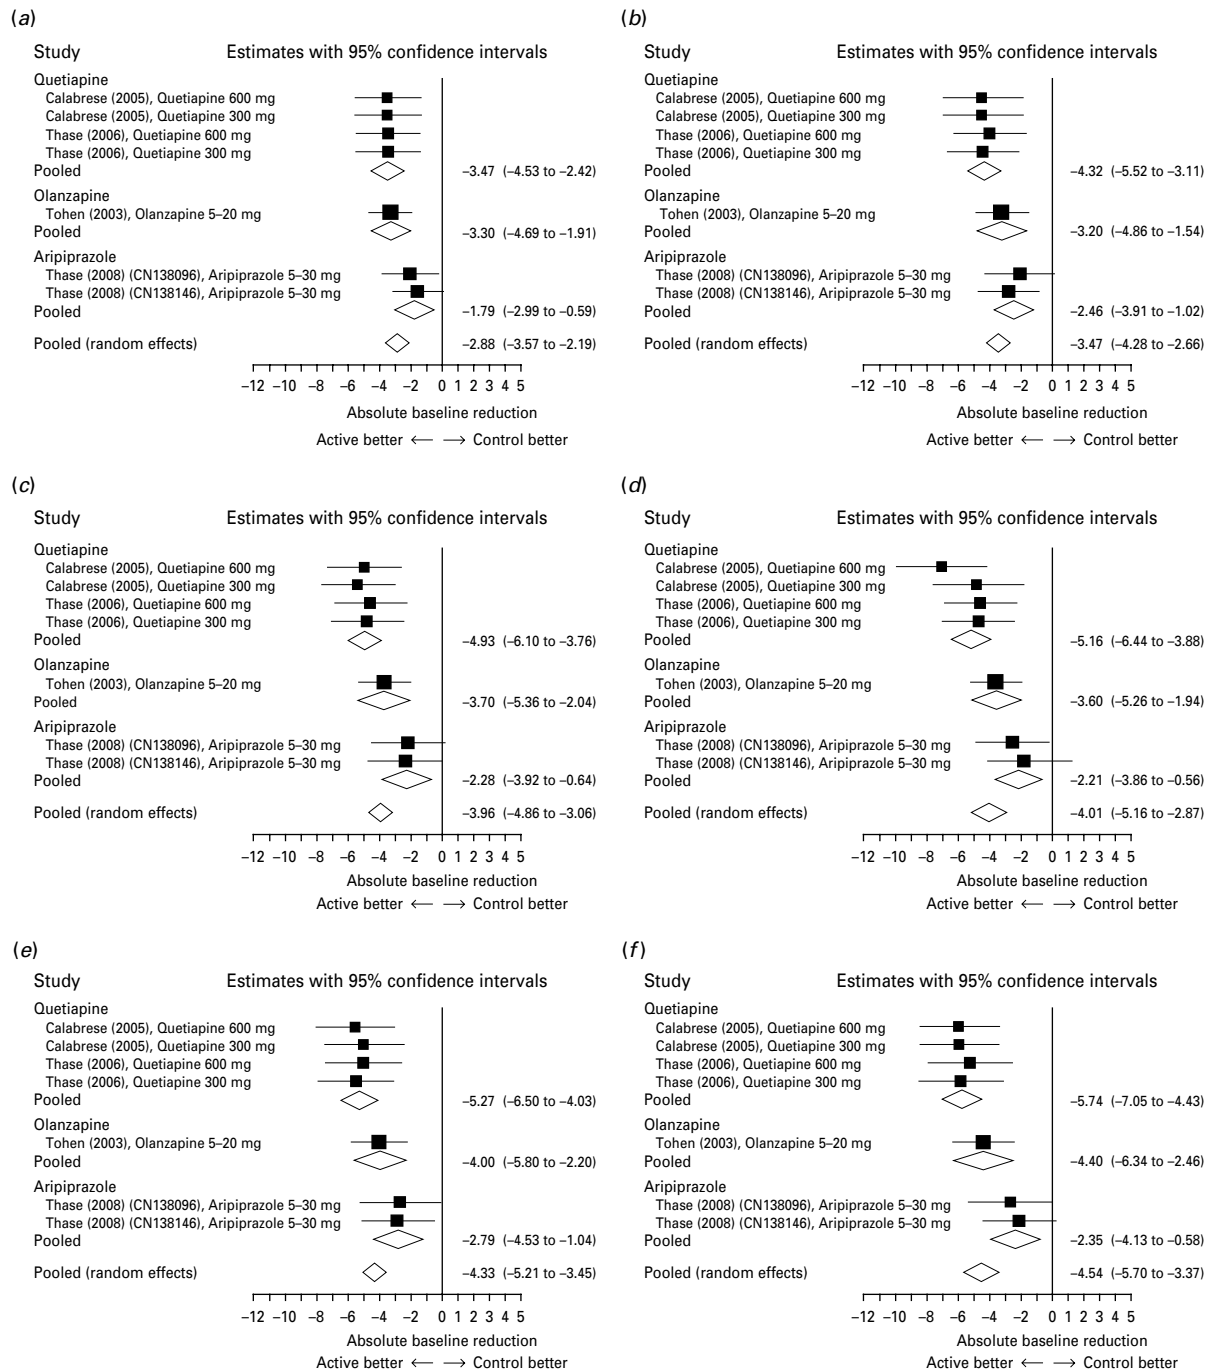 (a)
Study Estimates with 95% confidence intervals
Quetiapine
Calabrese (2005), Quetiapine 600 mg
Calabrese (2005), Quetiapine 300 mg
Thase (2006), Quetiapine 600 mg
Thase (2006), Quetiapine 300 mg
Pooled −3.47 (−4.53 to −2.42)
Olanzapine
Tohen (2003), Olanzapine 5–20 mg
Pooled −3.30 (−4.69 to −1.91)
Aripiprazole
Thase (2008) (CN138096), Aripiprazole 5–30 mg
Thase (2008) (CN138146), Aripiprazole 5–30 mg
Pooled −1.79 (−2.99 to −0.59)
Pooled (random effects) −2.88 (−3.57 to −2.19)
−12 −10 −8 −6 −4 −2 0 1 2 3 4 5
Absolute baseline reduction
Active better ← → Control better
(b)
Study Estimates with 95% confidence intervals
Quetiapine
Calabrese (2005), Quetiapine 600 mg
Calabrese (2005), Quetiapine 300 mg
Thase (2006), Quetiapine 600 mg
Thase (2006), Quetiapine 300 mg
Pooled −4.32 (−5.52 to −3.11)
Olanzapine
Tohen (2003), Olanzapine 5–20 mg
Pooled −3.20 (−4.86 to −1.54)
Aripiprazole
Thase (2008) (CN138096), Aripiprazole 5–30 mg
Thase (2008) (CN138146), Aripiprazole 5–30 mg
Pooled −2.46 (−3.91 to −1.02)
Pooled (random effects) −3.47 (−4.28 to −2.66)
−12 −10 −8 −6 −4 −2 0 1 2 3 4 5
Absolute baseline reduction
Active better ← → Control better
(c)
Study Estimates with 95% confidence intervals
Quetiapine
Calabrese (2005), Quetiapine 600 mg
Calabrese (2005), Quetiapine 300 mg
Thase (2006), Quetiapine 600 mg
Thase (2006), Quetiapine 300 mg
Pooled −4.93 (−6.10 to −3.76)
Olanzapine
Tohen (2003), Olanzapine 5–20 mg
Pooled −3.70 (−5.36 to −2.04)
Aripiprazole
Thase (2008) (CN138096), Aripiprazole 5–30 mg
Thase (2008) (CN138146), Aripiprazole 5–30 mg
Pooled −2.28 (−3.92 to −0.64)
Pooled (random effects) −3.96 (−4.86 to −3.06)
−12 −10 −8 −6 −4 −2 0 1 2 3 4 5
Absolute baseline reduction
Active better ← → Control better
(d)
Study Estimates with 95% confidence intervals
Quetiapine
Calabrese (2005), Quetiapine 600 mg
Calabrese (2005), Quetiapine 300 mg
Thase (2006), Quetiapine 600 mg
Thase (2006), Quetiapine 300 mg
Pooled −5.16 (−6.44 to −3.88)
Olanzapine
Tohen (2003), Olanzapine 5–20 mg
Pooled −3.60 (−5.26 to −1.94)
Aripiprazole
Thase (2008) (CN138096), Aripiprazole 5–30 mg
Thase (2008) (CN138146), Aripiprazole 5–30 mg
Pooled −2.21 (−3.86 to −0.56)
Pooled (random effects) −4.01 (−5.16 to −2.87)
−12 −10 −8 −6 −4 −2 0 1 2 3 4 5
Absolute baseline reduction
Active better ← → Control better
(e)
Study Estimates with 95% confidence intervals
Quetiapine
Calabrese (2005), Quetiapine 600 mg
Calabrese (2005), Quetiapine 300 mg
Thase (2006), Quetiapine 600 mg
Thase (2006), Quetiapine 300 mg
Pooled −5.27 (−6.50 to −4.03)
Olanzapine
Tohen (2003), Olanzapine 5–20 mg
Pooled −4.00 (−5.80 to −2.20)
Aripiprazole
Thase (2008) (CN138096), Aripiprazole 5–30 mg
Thase (2008) (CN138146), Aripiprazole 5–30 mg
Pooled −2.79 (−4.53 to −1.04)
Pooled (random effects) −4.33 (−5.21 to −3.45)
−12 −10 −8 −6 −4 −2 0 1 2 3 4 5
Absolute baseline reduction
Active better ← → Control better
(f)
Study Estimates with 95% confidence intervals
Quetiapine
Calabrese (2005), Quetiapine 600 mg
Calabrese (2005), Quetiapine 300 mg
Thase (2006), Quetiapine 600 mg
Thase (2006), Quetiapine 300 mg
Pooled −5.74 (−7.05 to −4.43)
Olanzapine
Tohen (2003), Olanzapine 5–20 mg
Pooled −4.40 (−6.34 to −2.46)
Aripiprazole
Thase (2008) (CN138096), Aripiprazole 5–30 mg
Thase (2008) (CN138146), Aripiprazole 5–30 mg
Pooled −2.35 (−4.13 to −0.58)
Pooled (random effects) −4.54 (−5.70 to −3.37)
−12 −10 −8 −6 −4 −2 0 1 2 3 4 5
Absolute baseline reduction
Active better ← → Control better